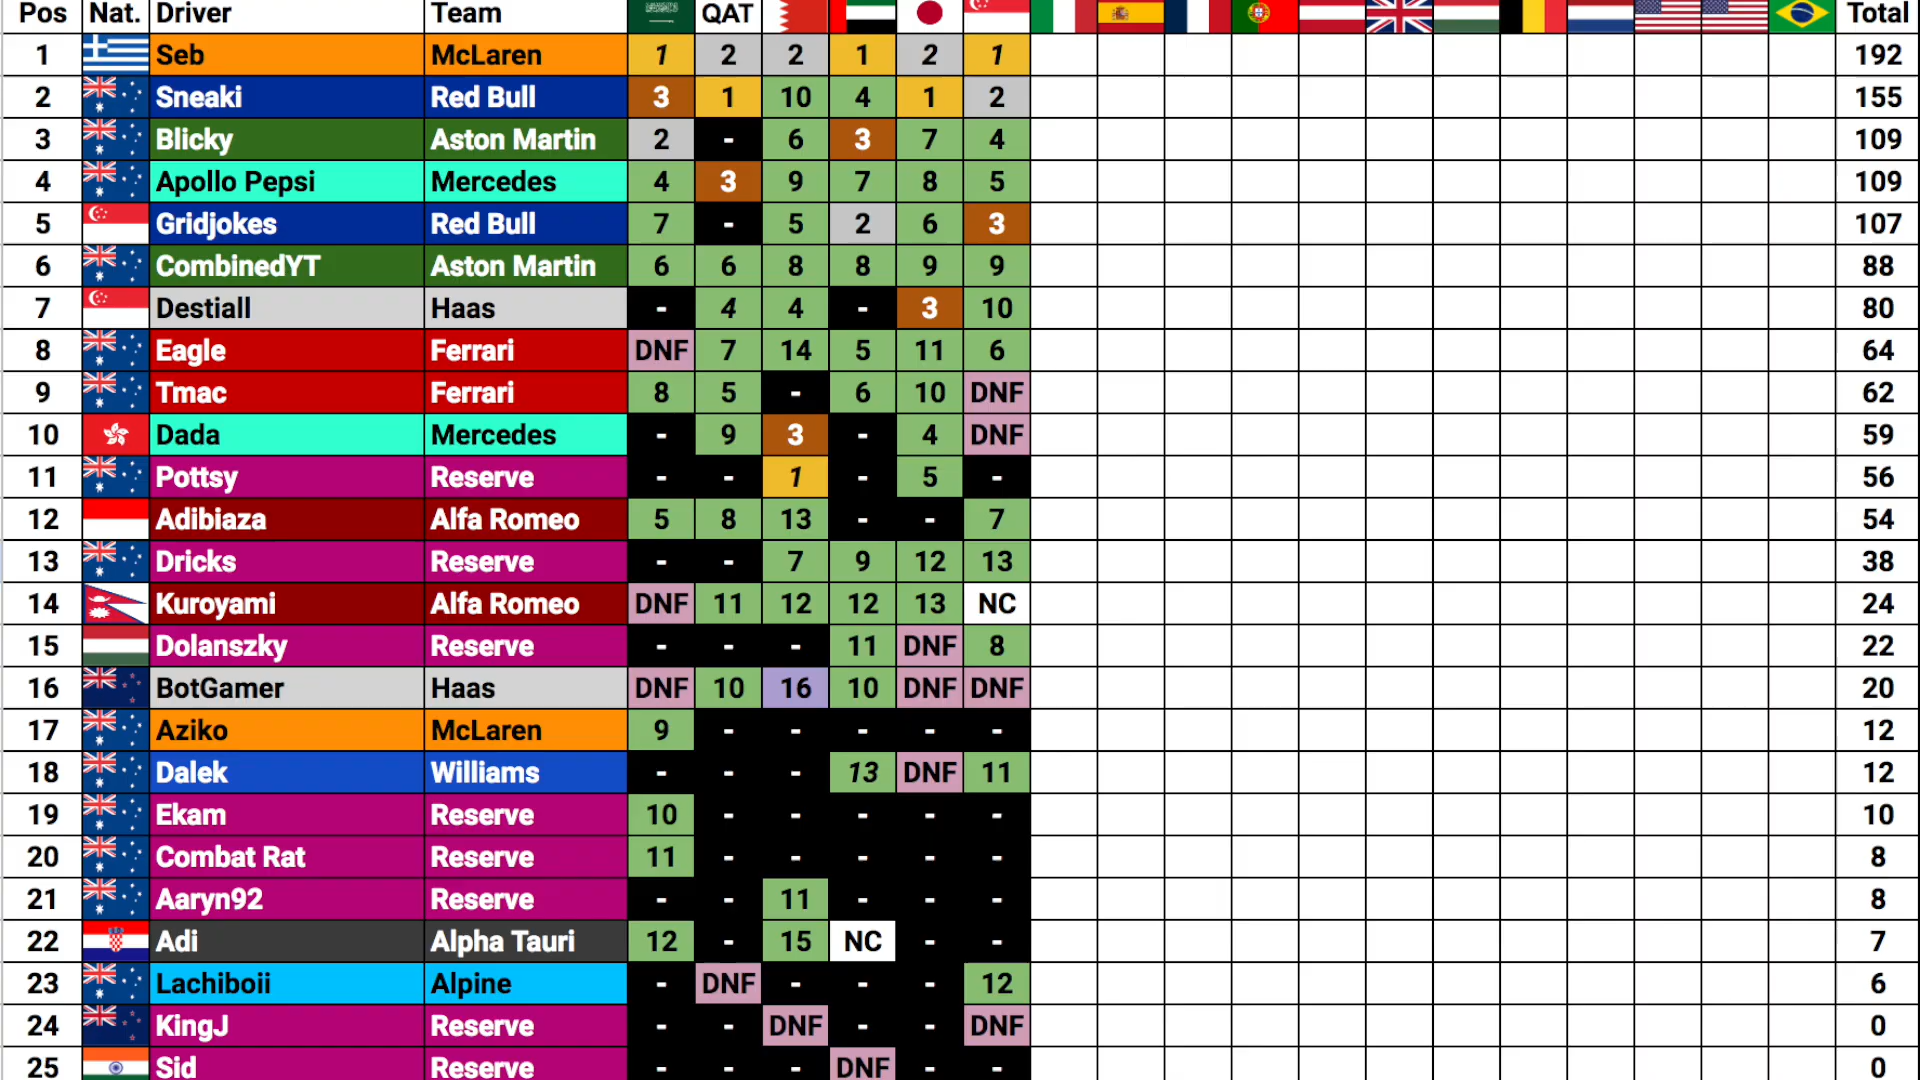 Pos Nat. Driver Team QAT Total
1 Seb McLaren 1 2 2 1 2 1 192
2 Sneaki Red Bull 3 1 10 4 1 2 155
3 Blicky Aston Martin 2 - 6 3 7 4 109
4 Apollo Pepsi Mercedes 4 3 9 7 8 5 109
5 Gridjokes Red Bull 7 - 5 2 6 3 107
6 CombinedYT Aston Martin 6 6 8 8 9 9 88
7 Destiall Haas - 4 4 - 3 10 80
8 Eagle Ferrari DNF 7 14 5 11 6 64
9 Tmac Ferrari 8 5 - 6 10 DNF 62
10 Dada Mercedes - 9 3 - 4 DNF 59
11 Pottsy Reserve - - 1 - 5 - 56
12 Adibiaza Alfa Romeo 5 8 13 - - 7 54
13 Dricks Reserve - - 7 9 12 13 38
14 Kuroyami Alfa Romeo DNF 11 12 12 13 NC 24
15 Dolanszky Reserve - - - 11 DNF 8 22
16 BotGamer Haas DNF 10 16 10 DNF DNF 20
17 Aziko McLaren 9 - - - - - 12
18 Dalek Williams - - - 13 DNF 11 12
19 Ekam Reserve 10 - - - - - 10
20 Combat Rat Reserve 11 - - - - - 8
21 Aaryn92 Reserve - - 11 - - - 8
22 Adi Alpha Tauri 12 - 15 NC - - 7
23 Lachiboii Alpine - DNF - - - 12 6
24 KingJ Reserve - - DNF - - DNF 0
25 Sid Reserve - - - DNF - - 0